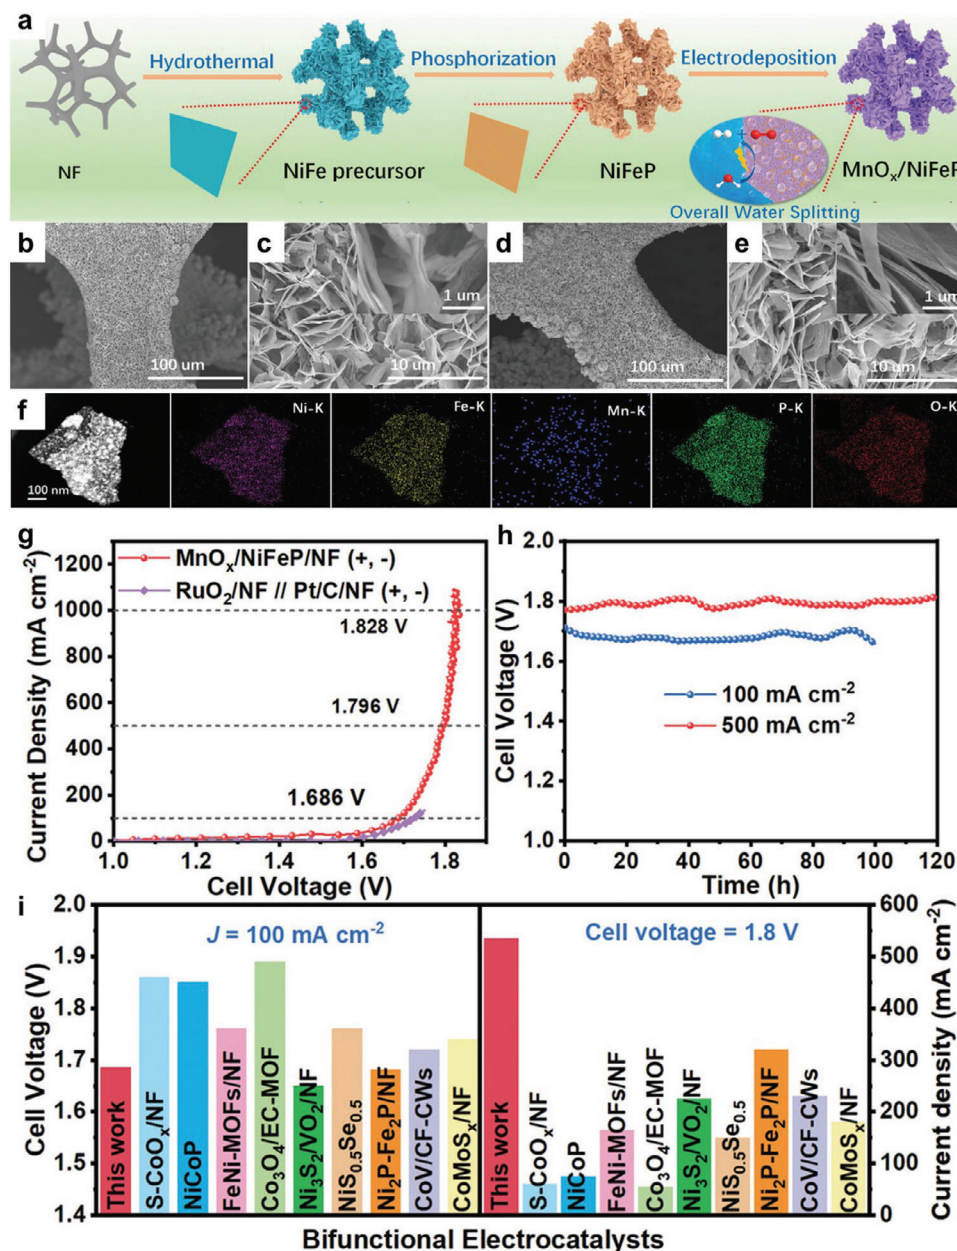 a
Hydrothermal
Phosphorization
Electrodeposition
NF
NiFe precursor
NiFeP
MnOx/NiFeP
Overall Water Splitting
b
100 um
c
1 um
10 um
d
100 um
e
1 um
10 um
f
100 nm
Ni-K
Fe-K
Mn-K
P-K
O-K
g
MnOx/NiFeP/NF (+, -)
RuO2/NF // Pt/C/NF (+, -)
1.828 V
1.796 V
1.686 V
Current Density (mA cm-2)
1200
1000
800
600
400
200
0
1.0 1.2 1.4 1.6 1.8
Cell Voltage (V)
h
Cell Voltage (V)
2.0
1.8
1.6
1.4
1.2
1.0
100 mA cm-2
500 mA cm-2
0 20 40 60 80 100 120
Time (h)
i
Cell Voltage (V)
2.0
1.9
1.8
1.7
1.6
1.5
1.4
J = 100 mA cm-2
This work
S-CoOx/NF
NiCoP
FeNi-MOFs/NF
Co3O4/EC-MOF
Ni3S2/VO2/NF
NiS0.5Se0.5
Ni2P-Fe2P/NF
CoV/CF-CWs
CoMoSx/NF
Cell voltage = 1.8 V
This work
S-CoOx/NF
NiCoP
FeNi-MOFs/NF
Co3O4/EC-MOF
Ni3S2/VO2/NF
NiS0.5Se0.5
Ni2P-Fe2P/NF
CoV/CF-CWs
CoMoSx/NF
600
500
400
300
200
100
0
Current density (mA cm-2)
Bifunctional Electrocatalysts